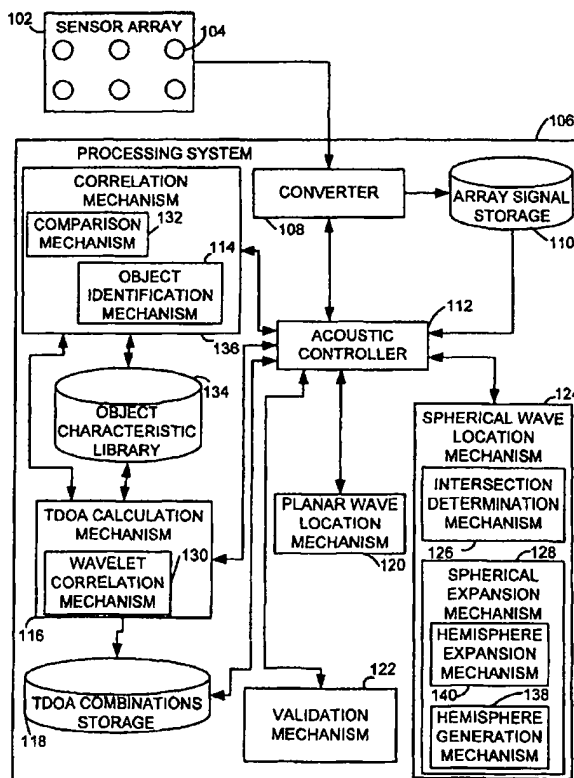 102
SENSOR ARRAY
104
106
PROCESSING SYSTEM
CORRELATION
MECHANISM
COMPARISON
MECHANISM
132
114
OBJECT
IDENTIFICATION
MECHANISM
136
CONVERTER
108
ARRAY SIGNAL
STORAGE
110
112
ACOUSTIC
CONTROLLER
134
OBJECT
CHARACTERISTIC
LIBRARY
TDOA CALCULATION
MECHANISM
130
WAVELET
CORRELATION
MECHANISM
116
118
TDOA COMBINATIONS
STORAGE
PLANAR WAVE
LOCATION
MECHANISM
120
122
VALIDATION
MECHANISM
124
SPHERICAL WAVE
LOCATION
MECHANISM
INTERSECTION
DETERMINATION
MECHANISM
126
128
SPHERICAL
EXPANSION
MECHANISM
HEMISPHERE
EXPANSION
MECHANISM
140
138
HEMISPHERE
GENERATION
MECHANISM